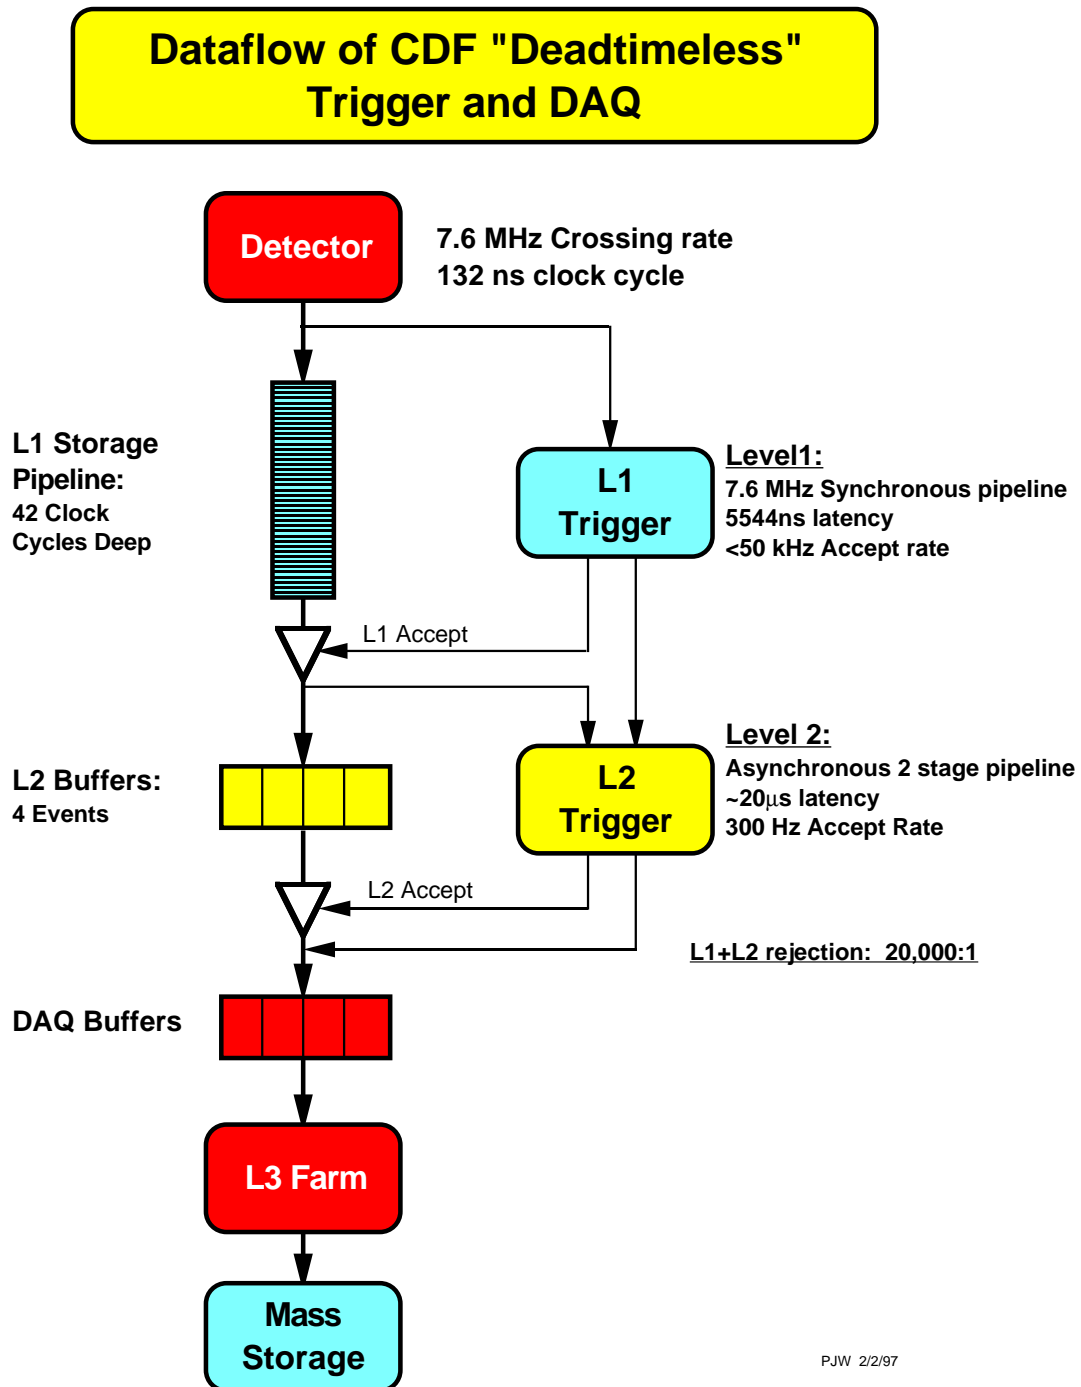 Dataflow of CDF "Deadtimeless"
Trigger and DAQ
Detector
7.6 MHz Crossing rate
132 ns clock cycle
L1 Storage
Pipeline:
42 Clock
Cycles Deep
L1
Trigger
Level1:
7.6 MHz Synchronous pipeline
5544ns latency
<50 kHz Accept rate
L1 Accept
L2 Buffers:
4 Events
L2
Trigger
Level 2:
Asynchronous 2 stage pipeline
~20μs latency
300 Hz Accept Rate
L2 Accept
L1+L2 rejection: 20,000:1
DAQ Buffers
L3 Farm
Mass
Storage
PJW 2/2/97